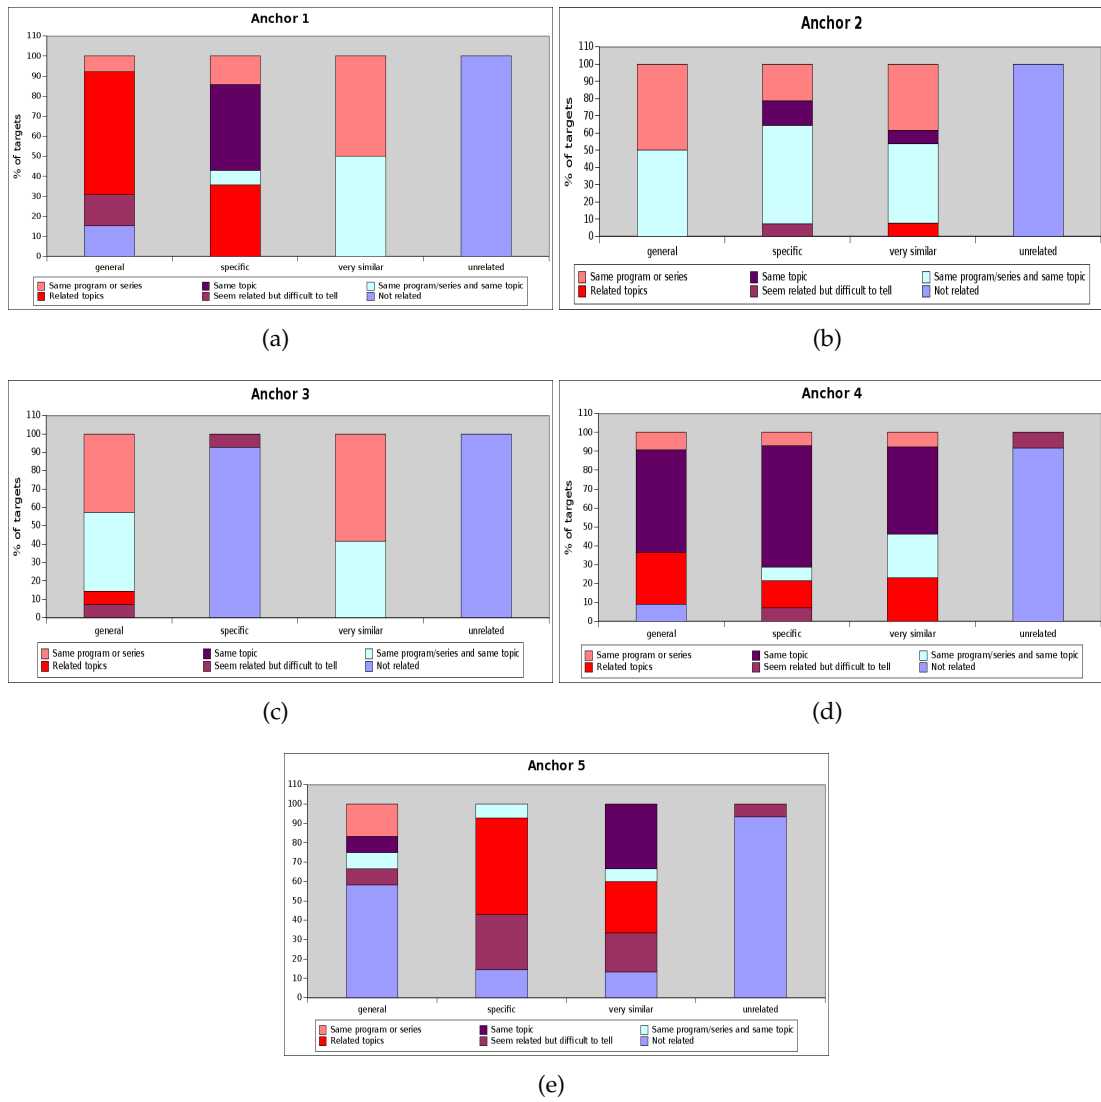 Anchor 1
% of targets
110
100
90
80
70
60
50
40
30
20
10
0
general specific very similar unrelated
Same program or series Same topic Same program/series and same topic
Related topics Seem related but difficult to tell Not related
(a)
Anchor 2
% of targets
110
100
90
80
70
60
50
40
30
20
10
0
general specific very similar unrelated
Same program or series Same topic Same program/series and same topic
Related topics Seem related but difficult to tell Not related
(b)
Anchor 3
% of targets
110
100
90
80
70
60
50
40
30
20
10
0
general specific very similar unrelated
Same program or series Same topic Same program/series and same topic
Related topics Seem related but difficult to tell Not related
(c)
Anchor 4
% of targets
110
100
90
80
70
60
50
40
30
20
10
0
general specific very similar unrelated
Same program or series Same topic Same program/series and same topic
Related topics Seem related but difficult to tell Not related
(d)
Anchor 5
% of targets
110
100
90
80
70
60
50
40
30
20
10
0
general specific very similar unrelated
Same program or series Same topic Same program/series and same topic
Related topics Seem related but difficult to tell Not related
(e)